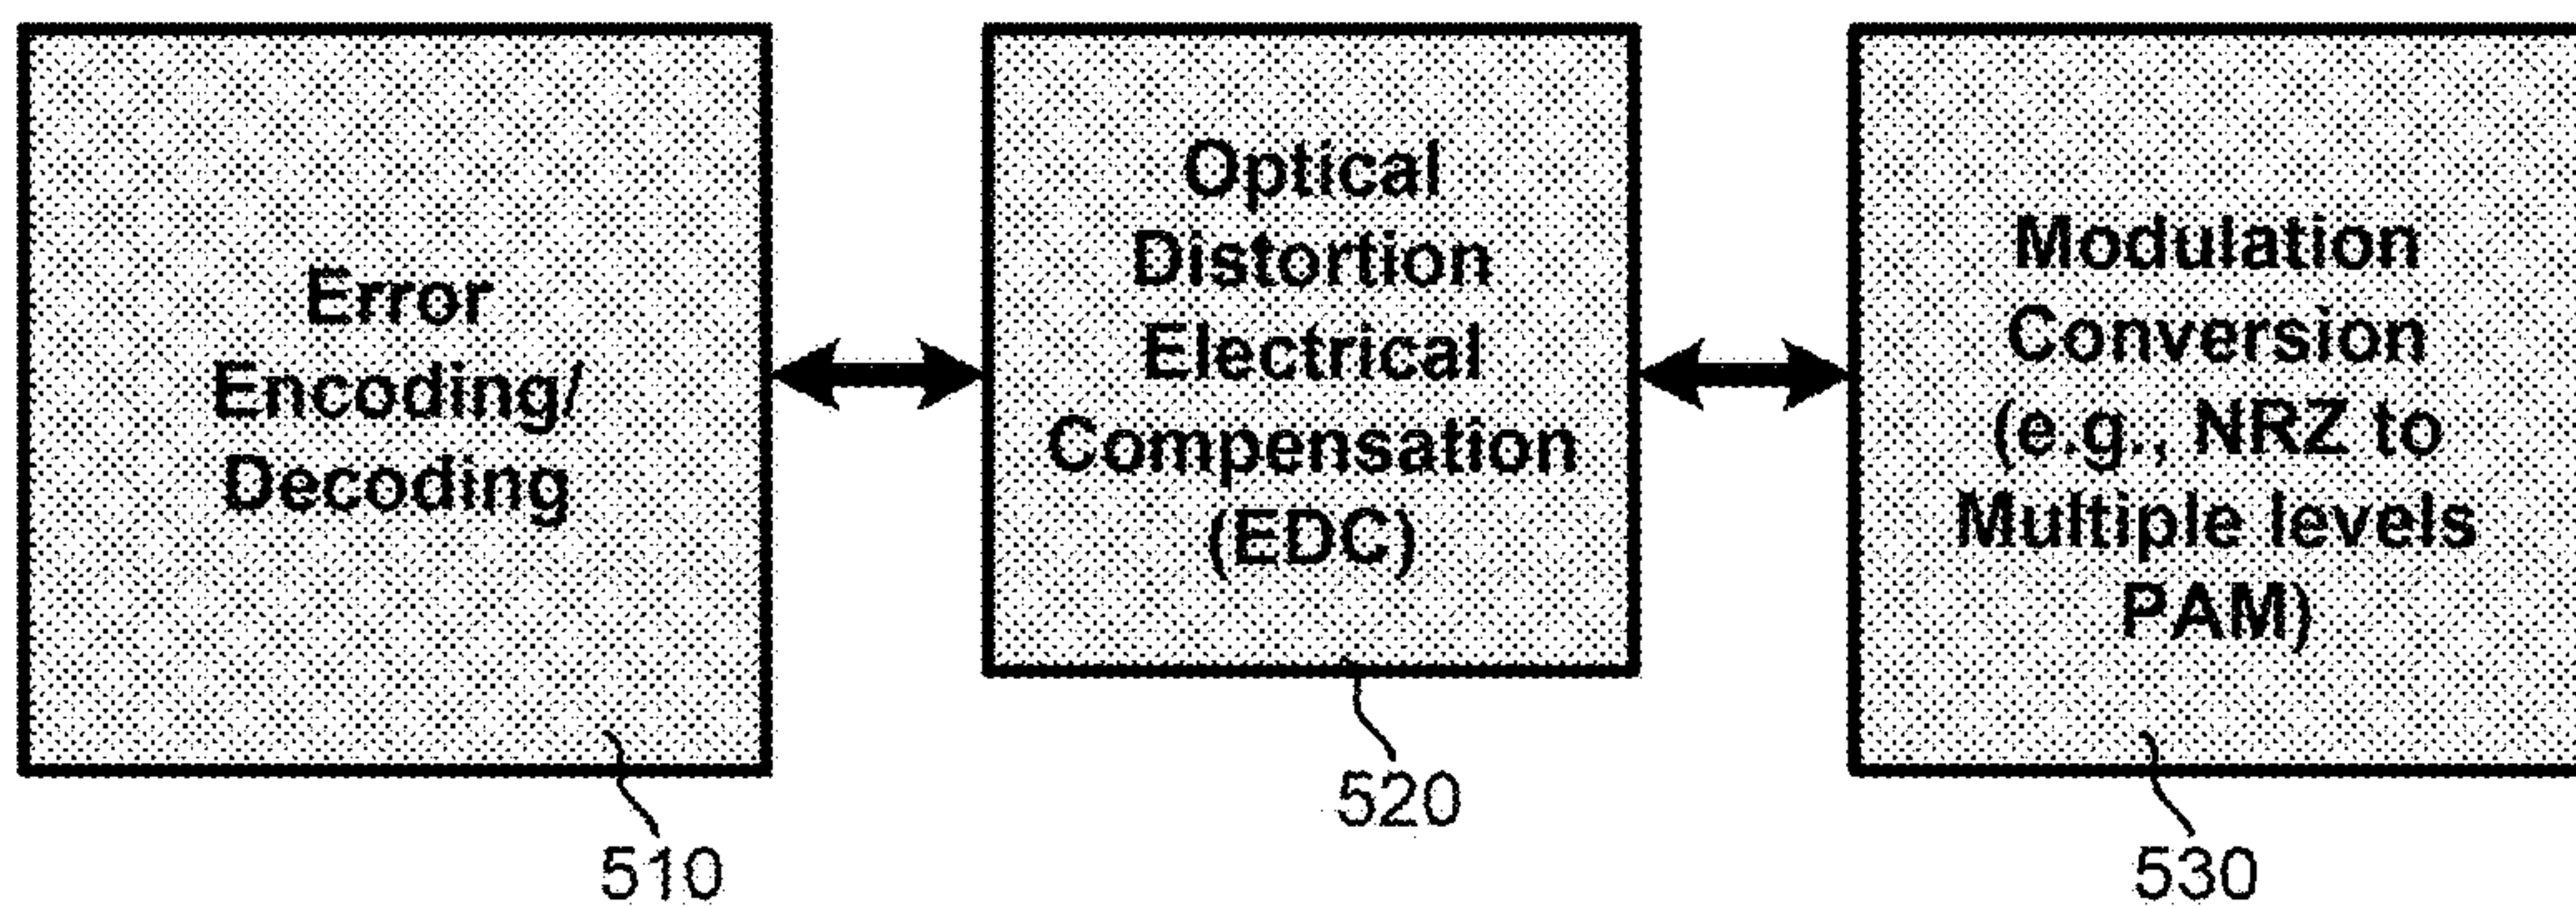 Error
Encoding/
Decoding
510
Optical
Distortion
Electrical
Compensation
(EDC)
520
Modulation
Conversion
(e.g., NRZ to
Multiple levels
PAM)
530